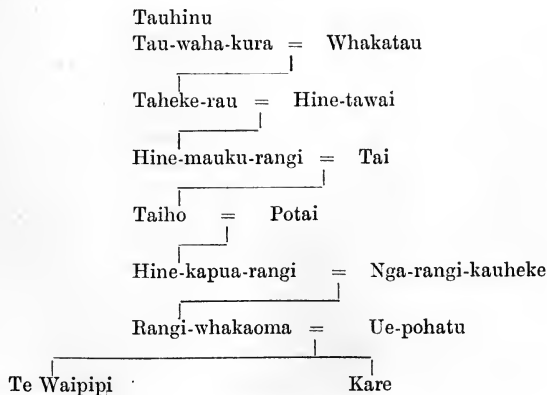 Tauhinu
Tau-waha-kura = Whakatau
Taheke-rau = Hine-tawai
Hine-mauku-rangi = Tai
Taiho = Potai
Hine-kapua-rangi = Nga-rangi-kauheke
Rangi-whakaoma = Ue-pohatu
Te Waipipi Kare